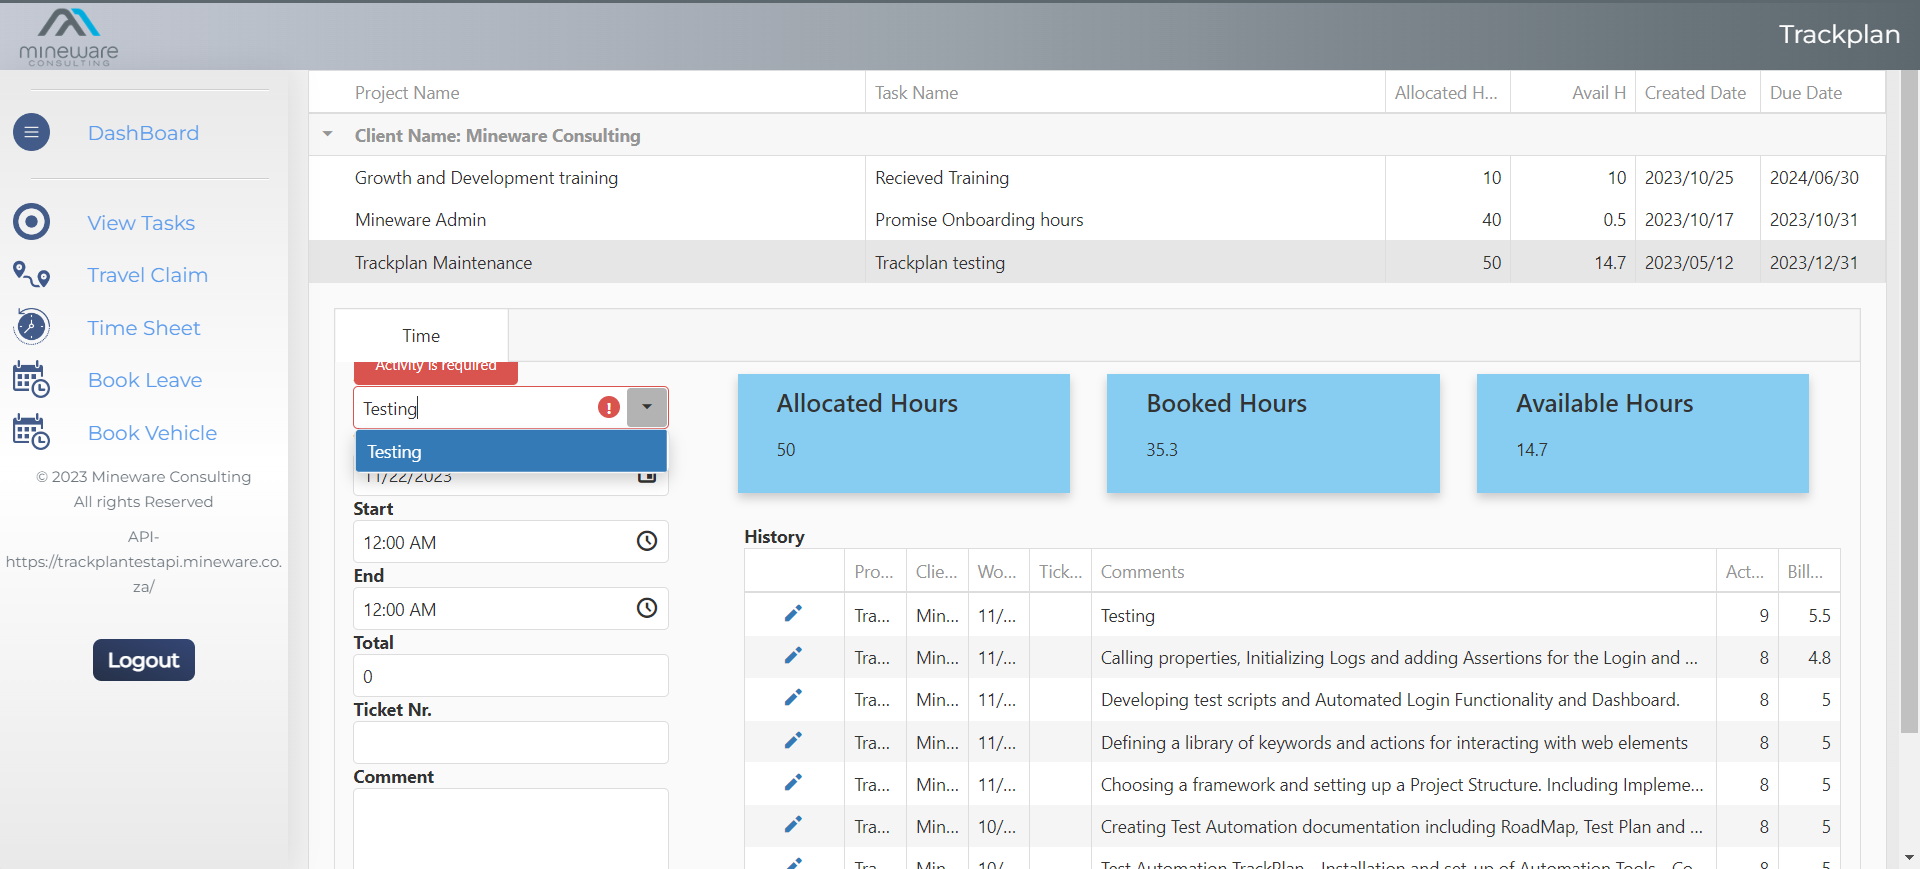 mineware
CONSULTING
Trackplan
DashBoard
View Tasks
Travel Claim
Time Sheet
Book Leave
Book Vehicle
© 2023 Mineware Consulting
All rights Reserved
API-
https://trackplantestapi.mineware.co.
za/
Logout
Project Name Task Name Allocated H... Avail H Created Date Due Date
Client Name: Mineware Consulting
Growth and Development training Recieved Training 10 10 2023/10/25 2024/06/30
Mineware Admin Promise Onboarding hours 40 0.5 2023/10/17 2023/10/31
Trackplan Maintenance Trackplan testing 50 14.7 2023/05/12 2023/12/31
Time
Activity is required
Testing
Testing
11/22/2023
Start
12:00 AM
End
12:00 AM
Total
0
Ticket Nr.
Comment
Allocated Hours
50
Booked Hours
35.3
Available Hours
14.7
History
Pro... Clie... Wo... Tick... Comments Act... Bill...
Tra... Min... 11/... Testing 9 5.5
Tra... Min... 11/... Calling properties, Initializing Logs and adding Assertions for the Login and ... 8 4.8
Tra... Min... 11/... Developing test scripts and Automated Login Functionality and Dashboard. 8 5
Tra... Min... 11/... Defining a library of keywords and actions for interacting with web elements 8 5
Tra... Min... 11/... Choosing a framework and setting up a Project Structure. Including Impleme... 8 5
Tra... Min... 10/... Creating Test Automation documentation including RoadMap, Test Plan and ... 8 5
Tra... Min... 10/... Test Automation TrackPlan - Installation and set-up of Automation Tools - Co... 8 5